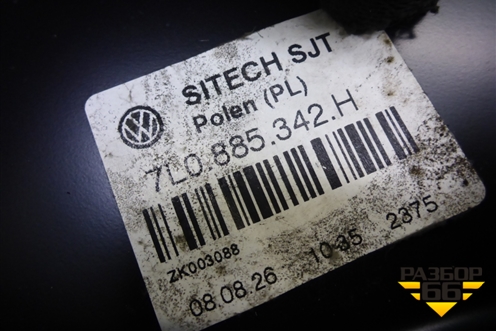 SITECH SJT
Polen (PL)
7L0.885.342.H
ZK003088
08.08.26 10:35 2375
РАЗБОР
66